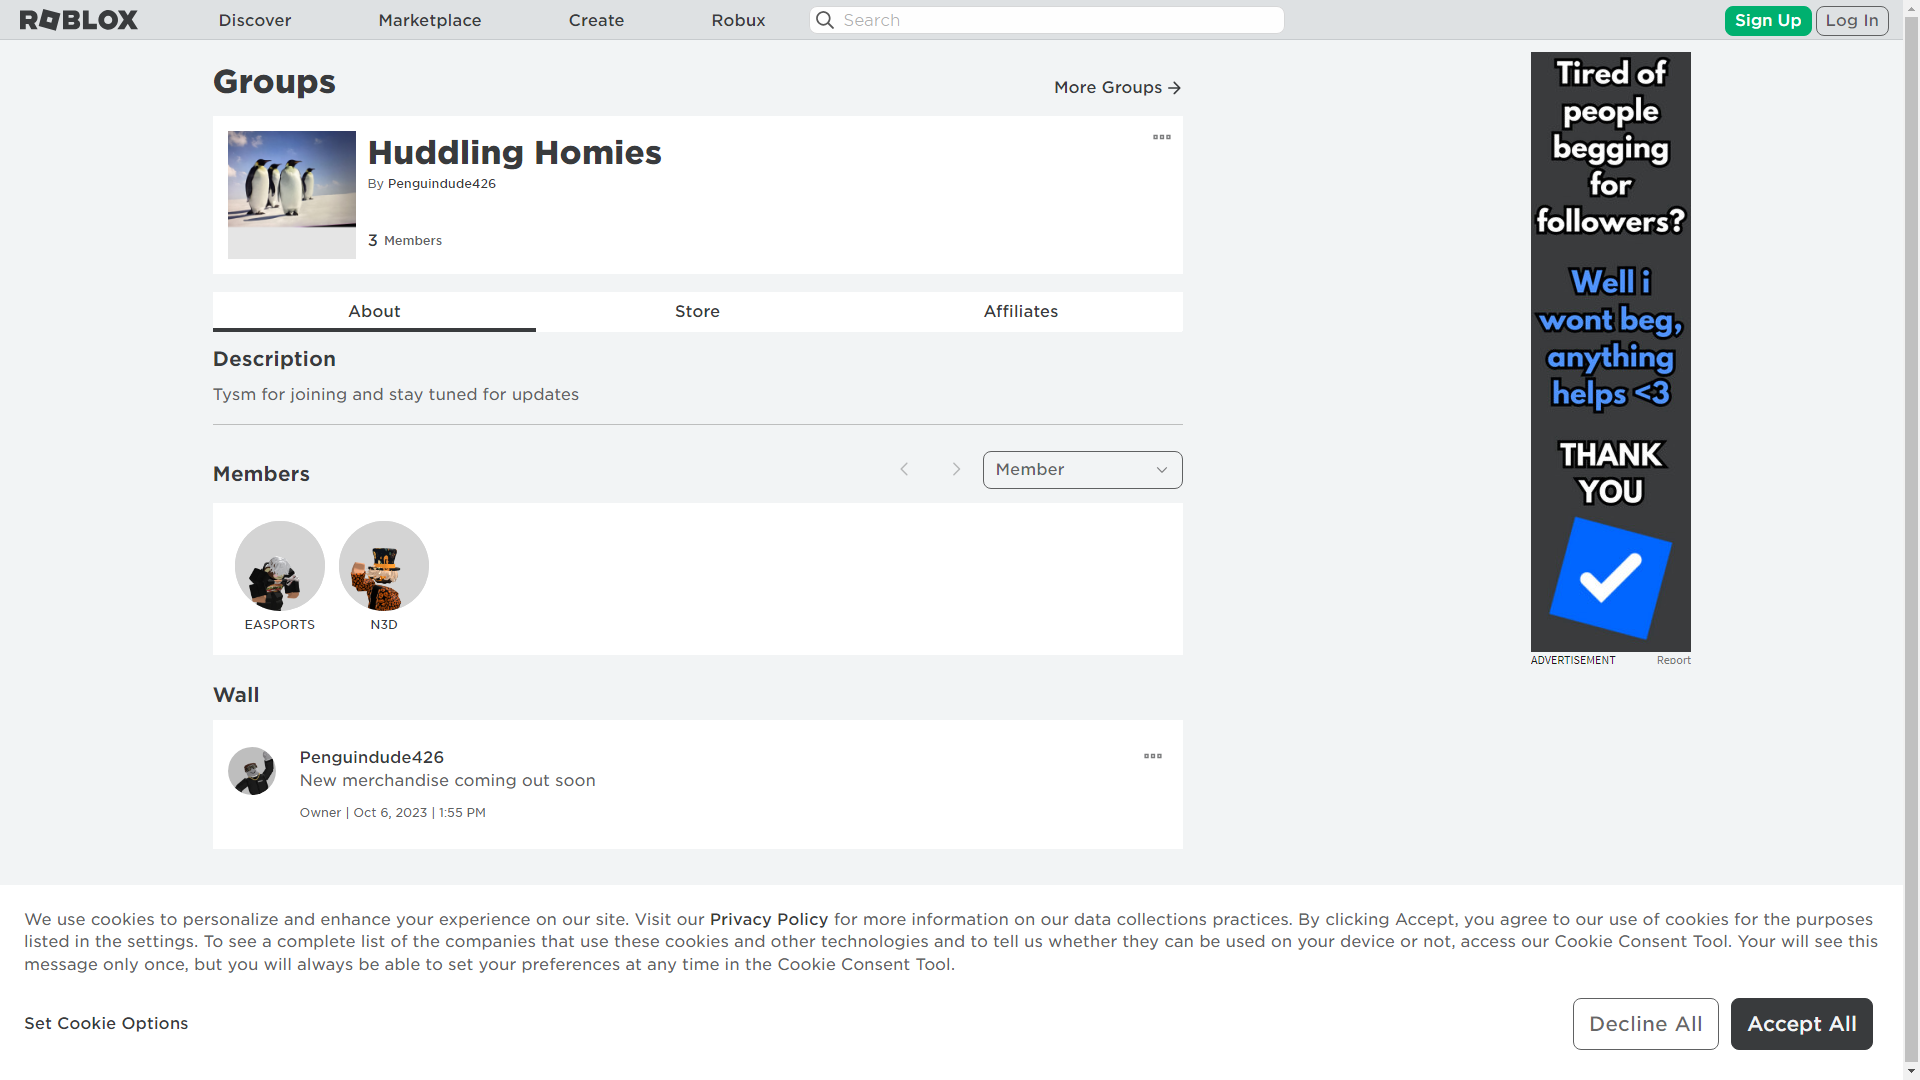 ROBLOX
Discover
Marketplace
Create
Robux
Search
Sign Up
Log In
Groups
More Groups
Huddling Homies
By Penguindude426
3 Members
About
Store
Affiliates
Description
Tysm for joining and stay tuned for updates
Members
Member
EASPORTS
N3D
Wall
Penguindude426
New merchandise coming out soon
Owner | Oct 6, 2023 | 1:55 PM
Tired of
people
begging
for
followers?
Well i
wont beg,
anything
helps <3
THANK
YOU
ADVERTISEMENT
Report
We use cookies to personalize and enhance your experience on our site. Visit our Privacy Policy for more information on our data collections practices. By clicking Accept, you agree to our use of cookies for the purposes
listed in the settings. To see a complete list of the companies that use these cookies and other technologies and to tell us whether they can be used on your device or not, access our Cookie Consent Tool. Your will see this
message only once, but you will always be able to set your preferences at any time in the Cookie Consent Tool.
Set Cookie Options
Decline All
Accept All